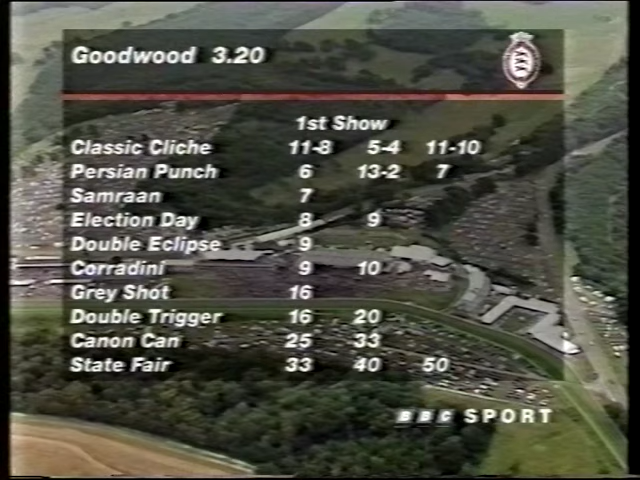 Goodwood 3.20
1st Show
Classic Cliche 11-8 5-4 11-10
Persian Punch 6 13-2 7
Samraan 7
Election Day 8 9
Double Eclipse 9
Corradini 9 10
Grey Shot 16
Double Trigger 16 20
Canon Can 25 33
State Fair 33 40 50
BBC SPORT